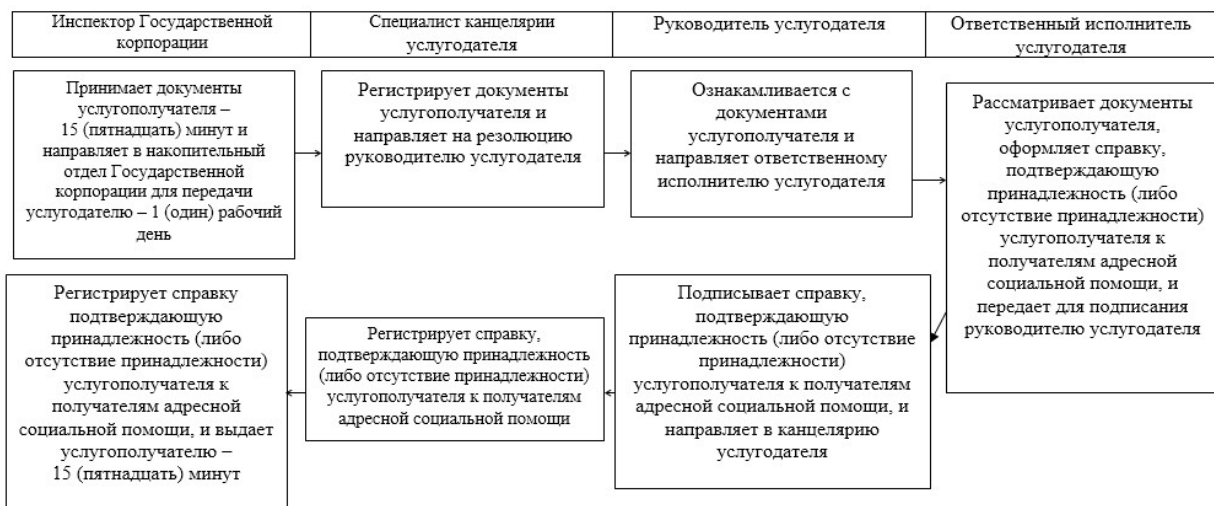 Инспектор Государственной
корпорации
Специалист канцелярии
услугодателя
Руководитель услугодателя
Ответственный исполнитель
услугодателя
Принимает документы
услугополучателя –
15 (пятнадцать) минут и
направляет в накопительный
отдел Государственной
корпорации для передачи
услугодателю – 1 (один) рабочий
день
Регистрирует документы
услугополучателя и
направляет на резолюцию
руководителю услугодателя
Ознакамливается с
документами
услугополучателя и
направляет ответственному
исполнителю услугодателя
Рассматривает документы
услугополучателя,
оформляет справку,
подтверждающую
принадлежность (либо
отсутствие принадлежности)
услугополучателя к
получателям адресной
социальной помощи, и
передает для подписания
руководителю услугодателя
Подписывает справку,
подтверждающую
принадлежность (либо отсутствие
принадлежности)
услугополучателя к получателям
адресной социальной помощи, и
направляет в канцелярию
услугодателя
Регистрирует справку,
подтверждающую принадлежность
(либо отсутствие принадлежности)
услугополучателя к получателям
адресной социальной помощи
Регистрирует справку
подтверждающую
принадлежность (либо
отсутствие принадлежности)
услугополучателя к
получателям адресной
социальной помощи, и выдает
услугополучателю –
15 (пятнадцать) минут